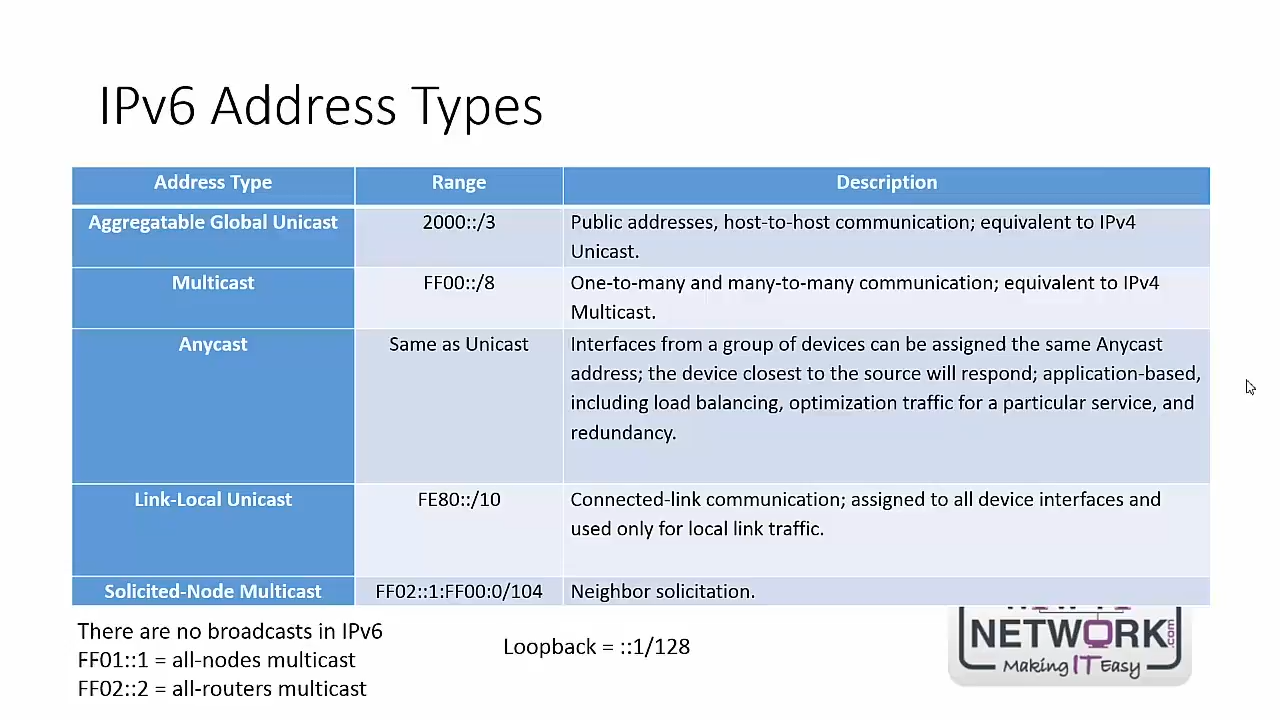 IPv6 Address Types
Address Type Range Description
Aggregatable Global Unicast 2000::/3 Public addresses, host-to-host communication; equivalent to IPv4
Unicast.
Multicast FF00::/8 One-to-many and many-to-many communication; equivalent to IPv4
Multicast.
Anycast Same as Unicast Interfaces from a group of devices can be assigned the same Anycast
address; the device closest to the source will respond; application-based,
including load balancing, optimization traffic for a particular service, and
redundancy.
Link-Local Unicast FE80::/10 Connected-link communication; assigned to all device interfaces and
used only for local link traffic.
Solicited-Node Multicast FF02::1:FF00:0/104 Neighbor solicitation.
There are no broadcasts in IPv6
FF01::1 = all-nodes multicast
FF02::2 = all-routers multicast
Loopback = ::1/128
NETWORK.com
Making IT Easy